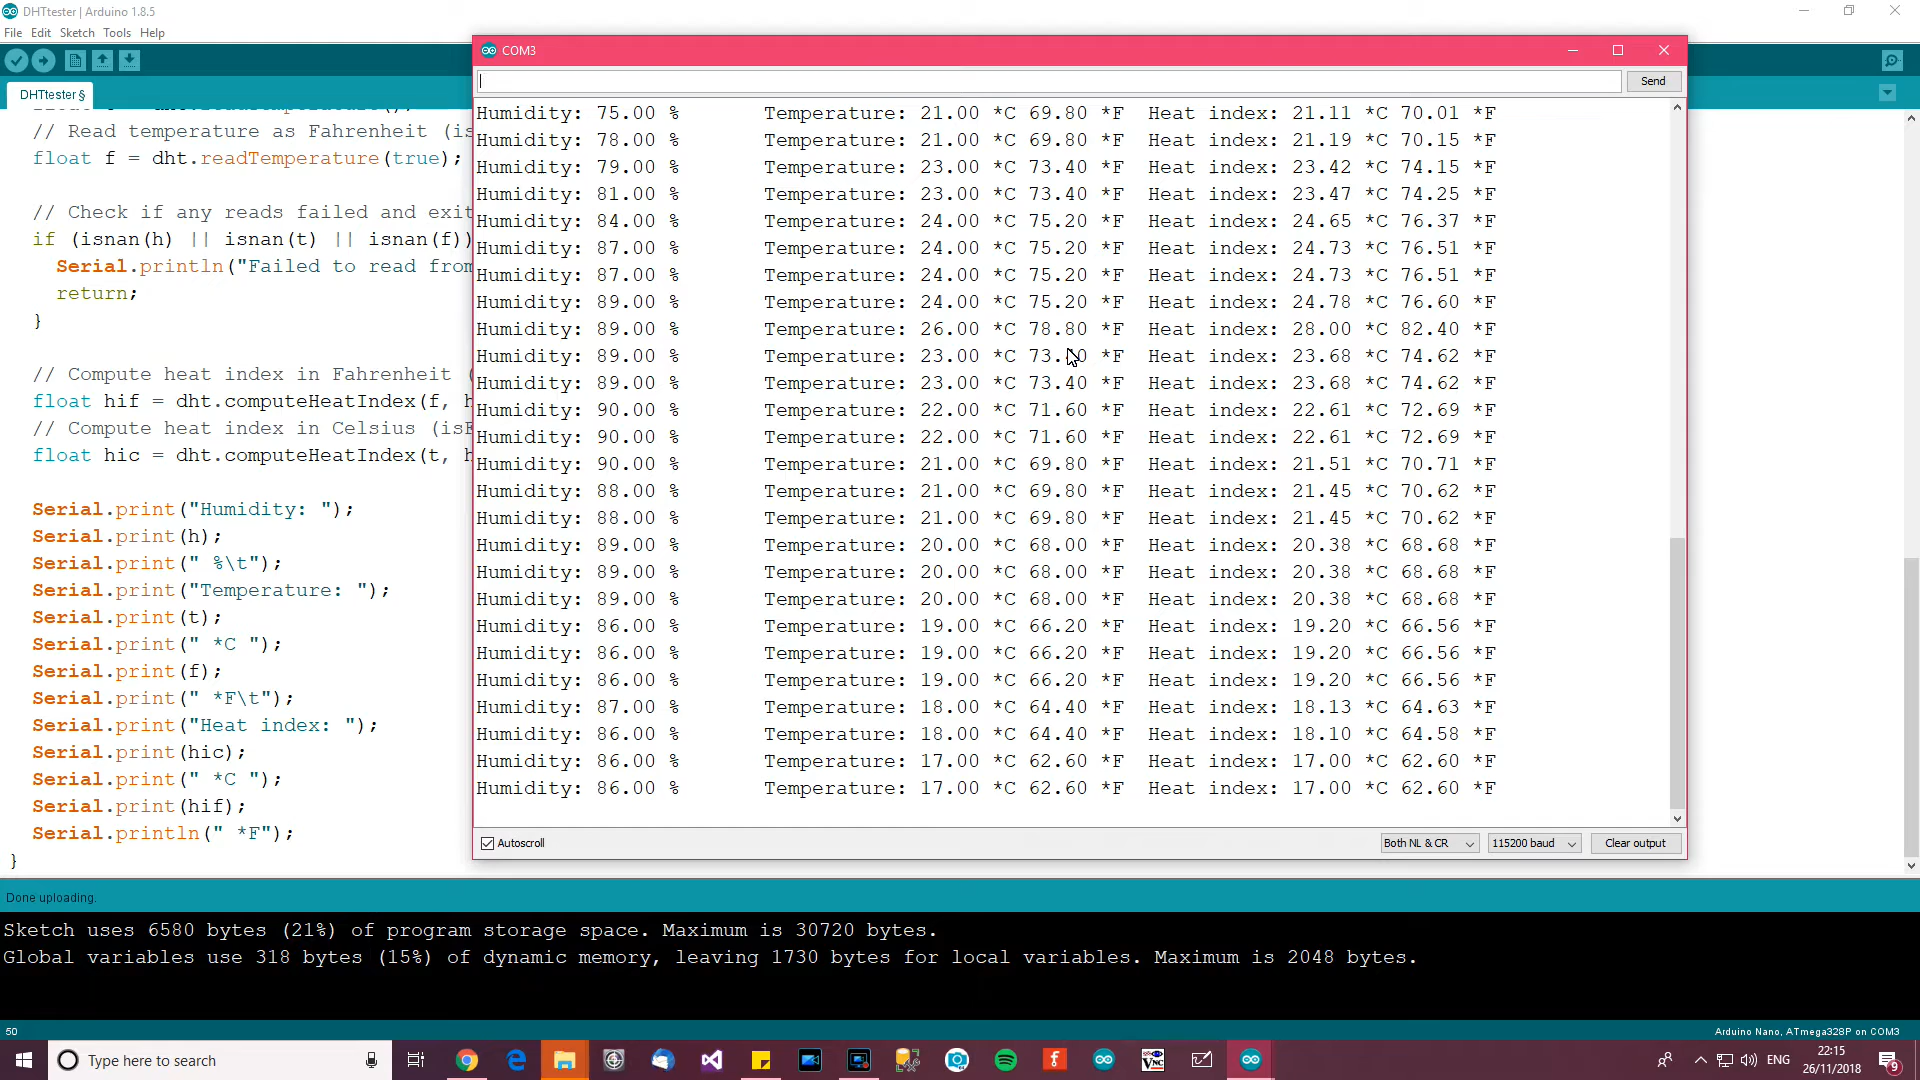 DHTtester | Arduino 1.8.5
File Edit Sketch Tools Help
DHTtester §
// Read temperature as Fahrenheit (is
float f = dht.readTemperature(true);
// Check if any reads failed and exit
if (isnan(h) || isnan(t) || isnan(f))
Serial.println("Failed to read from
return;
}
// Compute heat index in Fahrenheit (
float hif = dht.computeHeatIndex(f, h
// Compute heat index in Celsius (isF
float hic = dht.computeHeatIndex(t, h
Serial.print("Humidity: ");
Serial.print(h);
Serial.print(" %\t");
Serial.print("Temperature: ");
Serial.print(t);
Serial.print(" *C ");
Serial.print(f);
Serial.print(" *F\t");
Serial.print("Heat index: ");
Serial.print(hic);
Serial.print(" *C ");
Serial.print(hif);
Serial.println(" *F");
}
COM3
Send
Humidity: 75.00 % Temperature: 21.00 *C 69.80 *F Heat index: 21.11 *C 70.01 *F
Humidity: 78.00 % Temperature: 21.00 *C 69.80 *F Heat index: 21.19 *C 70.15 *F
Humidity: 79.00 % Temperature: 23.00 *C 73.40 *F Heat index: 23.42 *C 74.15 *F
Humidity: 81.00 % Temperature: 23.00 *C 73.40 *F Heat index: 23.47 *C 74.25 *F
Humidity: 84.00 % Temperature: 24.00 *C 75.20 *F Heat index: 24.65 *C 76.37 *F
Humidity: 87.00 % Temperature: 24.00 *C 75.20 *F Heat index: 24.73 *C 76.51 *F
Humidity: 87.00 % Temperature: 24.00 *C 75.20 *F Heat index: 24.73 *C 76.51 *F
Humidity: 89.00 % Temperature: 24.00 *C 75.20 *F Heat index: 24.78 *C 76.60 *F
Humidity: 89.00 % Temperature: 26.00 *C 78.80 *F Heat index: 28.00 *C 82.40 *F
Humidity: 89.00 % Temperature: 23.00 *C *F Heat index: 23.68 *C 74.62 *F
Humidity: 89.00 % Temperature: 23.00 *C 73.40 *F Heat index: 23.68 *C 74.62 *F
Humidity: 90.00 % Temperature: 22.00 *C 71.60 *F Heat index: 22.61 *C 72.69 *F
Humidity: 90.00 % Temperature: 22.00 *C 71.60 *F Heat index: 22.61 *C 72.69 *F
Humidity: 90.00 % Temperature: 21.00 *C 69.80 *F Heat index: 21.51 *C 70.71 *F
Humidity: 88.00 % Temperature: 21.00 *C 69.80 *F Heat index: 21.45 *C 70.62 *F
Humidity: 88.00 % Temperature: 21.00 *C 69.80 *F Heat index: 21.45 *C 70.62 *F
Humidity: 89.00 % Temperature: 20.00 *C 68.00 *F Heat index: 20.38 *C 68.68 *F
Humidity: 89.00 % Temperature: 20.00 *C 68.00 *F Heat index: 20.38 *C 68.68 *F
Humidity: 89.00 % Temperature: 20.00 *C 68.00 *F Heat index: 20.38 *C 68.68 *F
Humidity: 86.00 % Temperature: 19.00 *C 66.20 *F Heat index: 19.20 *C 66.56 *F
Humidity: 86.00 % Temperature: 19.00 *C 66.20 *F Heat index: 19.20 *C 66.56 *F
Humidity: 86.00 % Temperature: 19.00 *C 66.20 *F Heat index: 19.20 *C 66.56 *F
Humidity: 87.00 % Temperature: 18.00 *C 64.40 *F Heat index: 18.13 *C 64.63 *F
Humidity: 86.00 % Temperature: 18.00 *C 64.40 *F Heat index: 18.10 *C 64.58 *F
Humidity: 86.00 % Temperature: 17.00 *C 62.60 *F Heat index: 17.00 *C 62.60 *F
Humidity: 86.00 % Temperature: 17.00 *C 62.60 *F Heat index: 17.00 *C 62.60 *F
Autoscroll Both NL & CR 115200 baud Clear output
Done uploading.
Sketch uses 6580 bytes (21%) of program storage space. Maximum is 30720 bytes.
Global variables use 318 bytes (15%) of dynamic memory, leaving 1730 bytes for local variables. Maximum is 2048 bytes.
50 Arduino Nano, ATmega328P on COM3
Type here to search
ENG
22:15
26/11/2018
9